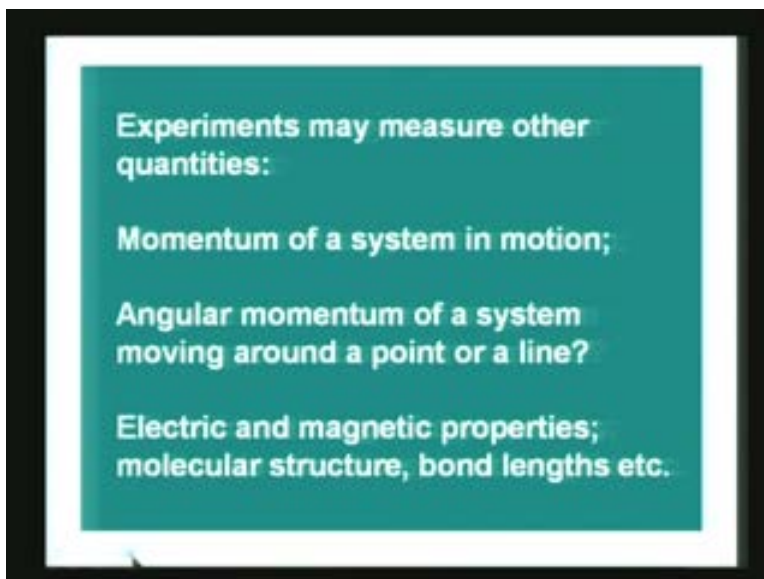 Experiments may measure other
quantities:
Momentum of a system in motion;
Angular momentum of a system
moving around a point or a line?
Electric and magnetic properties;
molecular structure, bond lengths etc.